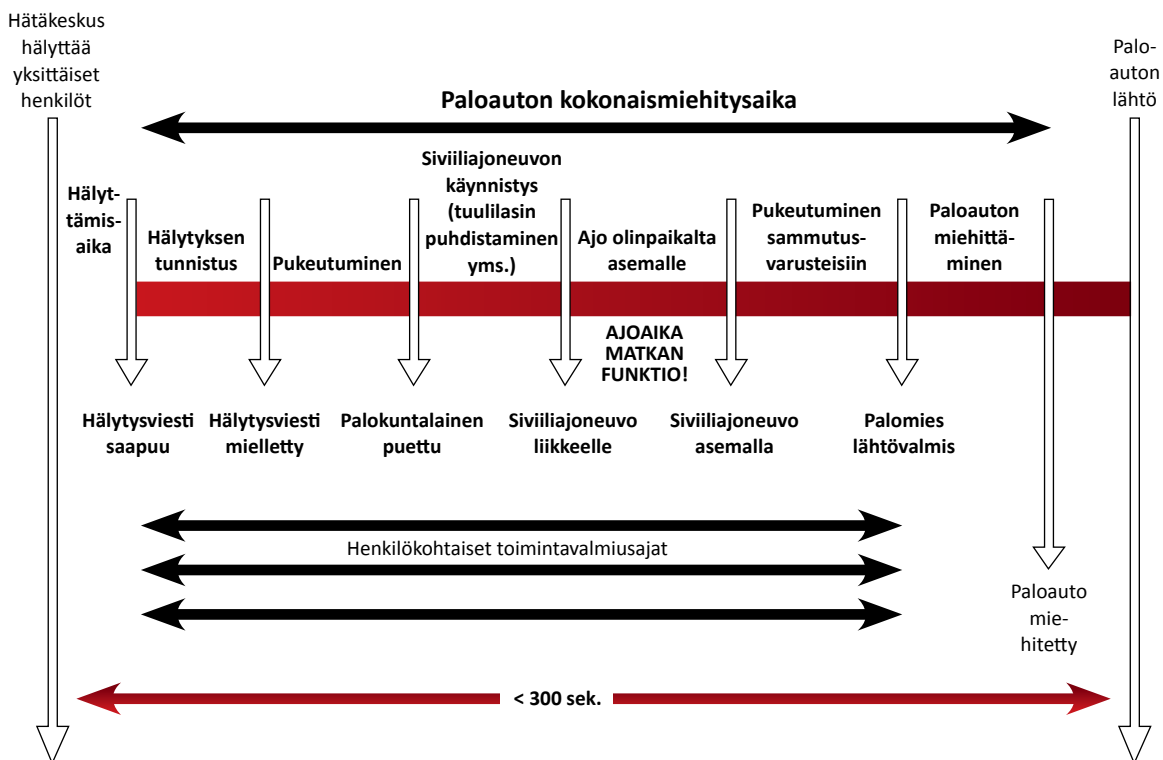 Hätäkeskus
hälyttää
yksittäiset
henkilöt
Palo-
auton
lähtö
Paloauton kokonaismiehitysaika
Hälyt-
tämis-
aika
Hälytyksen
tunnistus
Pukeutuminen
Siviiliajoneuvon
käynnistys
(tuulilasin
puhdistaminen
yms.)
Ajo olinpaikalta
asemalle
Pukeutuminen
sammutus-
varusteisiin
Paloauton
miehittä-
minen
AJOAIKA
MATKAN
FUNKTIO!
Hälytysviesti
saapuu
Hälytysviesti
mielletty
Palokuntalainen
puettu
Siviiliajoneuvo
liikkeelle
Siviiliajoneuvo
asemalla
Palomies
lähtövalmis
Henkilökohtaiset toimintavalmiusajat
Paloauto
mie-
hitetty
< 300 sek.